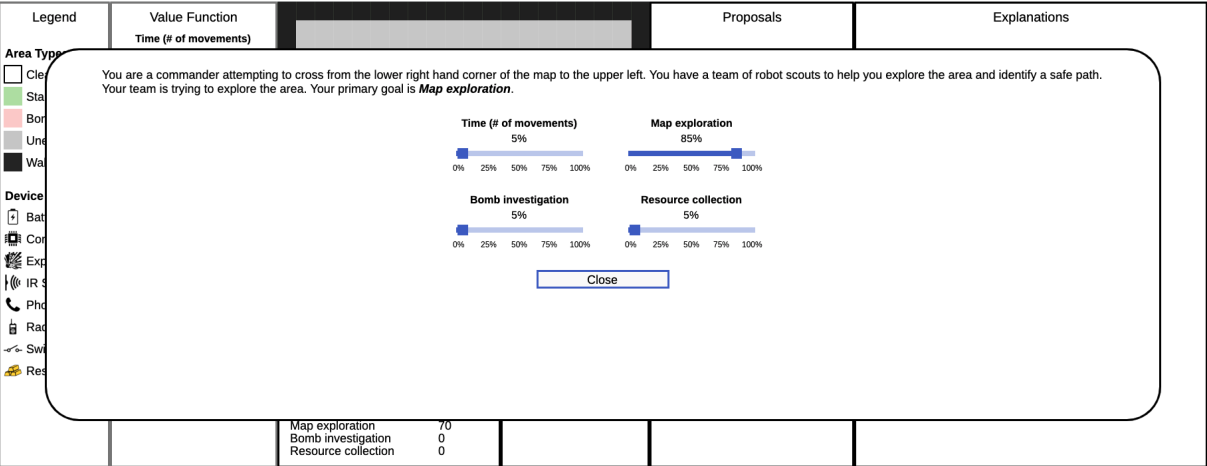 Legend
Value Function
Proposals
Explanations
Time (# of movements)
Area Type
You are a commander attempting to cross from the lower right hand corner of the map to the upper left. You have a team of robot scouts to help you explore the area and identify a safe path.
Your team is trying to explore the area. Your primary goal is Map exploration.
Time (# of movements)
Map exploration
5%
85%
0% 25% 50% 75% 100%
0% 25% 50% 75% 100%
Device
Bomb investigation
Resource collection
5%
5%
0% 25% 50% 75% 100%
0% 25% 50% 75% 100%
IR
Close
Map exploration 70
Bomb investigation 0
Resource collection 0